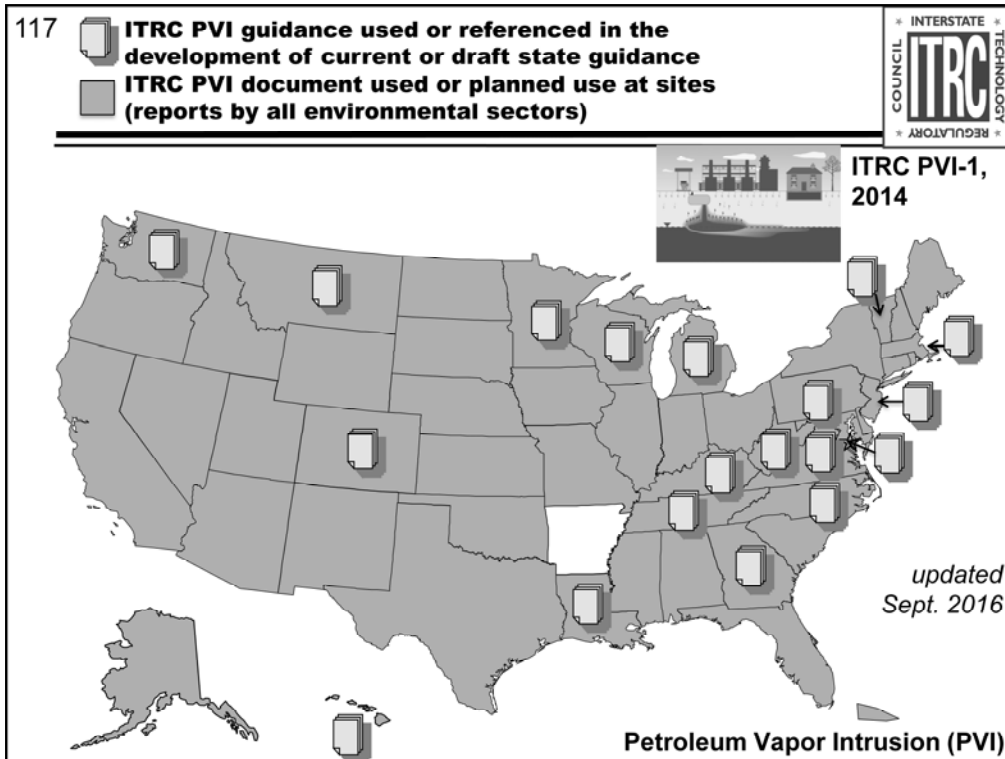 117
ITRC PVI guidance used or referenced in the
development of current or draft state guidance
ITRC PVI document used or planned use at sites
(reports by all environmental sectors)
* INTERSTATE *
COUNCIL
ITRC
TECHNOLOGY
* REGULATORY *
ITRC PVI-1,
2014
updated
Sept. 2016
Petroleum Vapor Intrusion (PVI)